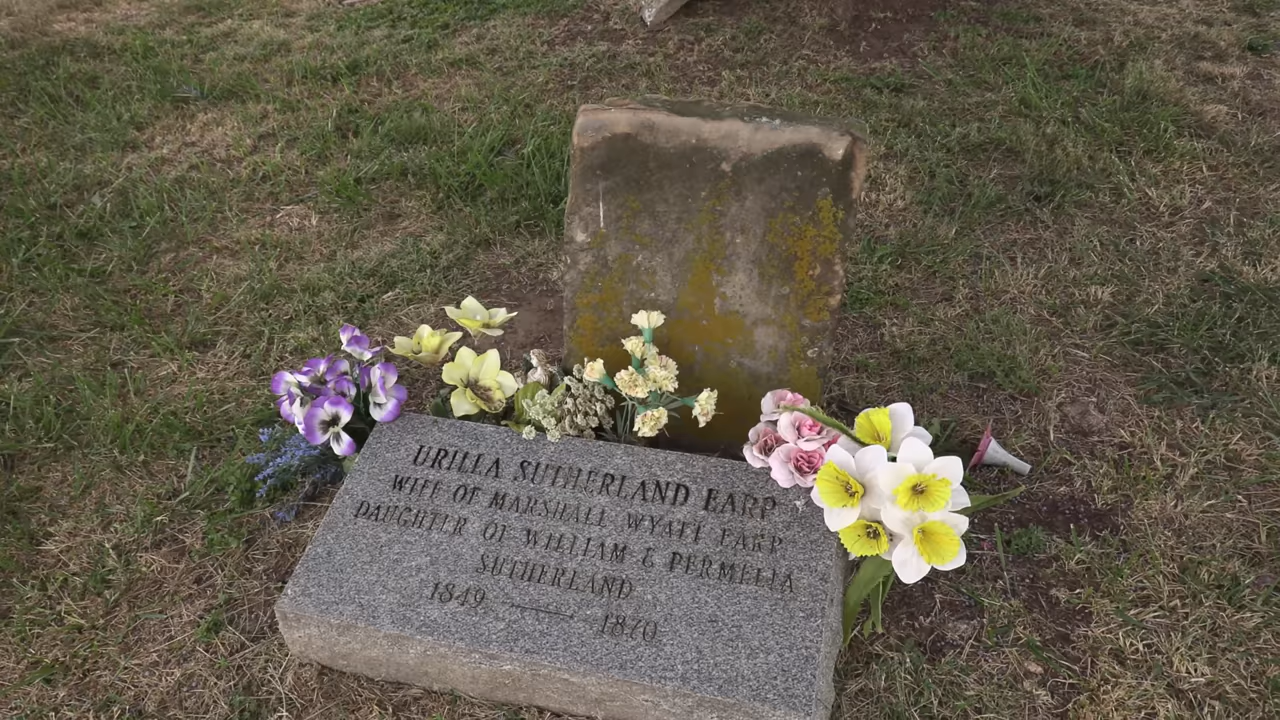 URILLA SUTHERLAND EARP
WIFE OF MARSHALL WYATT EARP
DAUGHTER OF WILLIAM & PERMELIA
SUTHERLAND
1849 — 1870